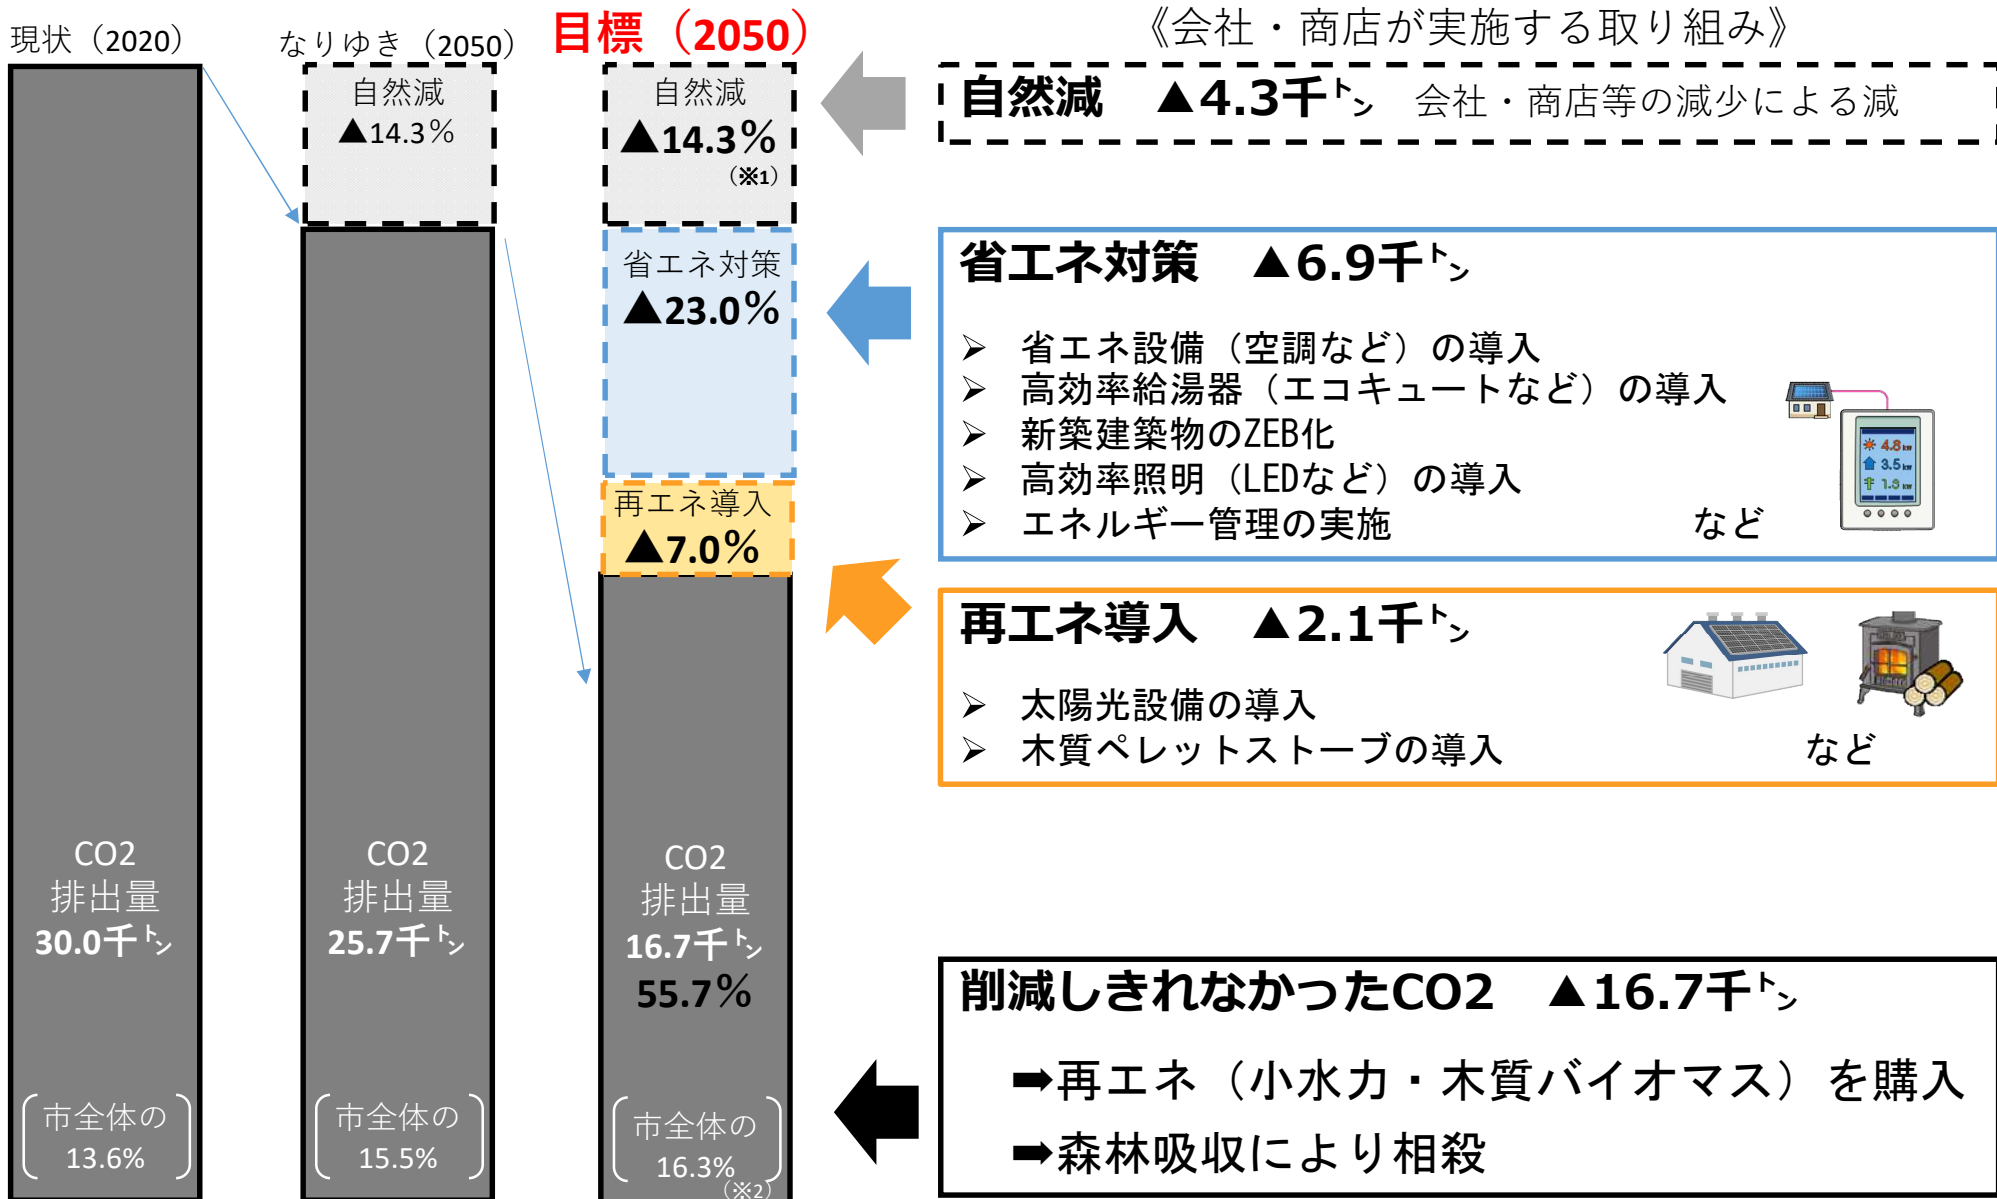 現状（2020）
なりゆき（2050）
目標（2050）
《会社・商店が実施する取り組み》
自然減
▲14.3％
自然減
▲14.3％
（※1）
自然減　▲4.3千㌧　会社・商店等の減少による減
省エネ対策
▲23.0％
省エネ対策　▲6.9千㌧
➢ 省エネ設備（空調など）の導入
➢ 高効率給湯器（エコキュートなど）の導入
➢ 新築建築物のZEB化
➢ 高効率照明（LEDなど）の導入
➢ エネルギー管理の実施　など
4.8kw
3.5kw
1.3kw
再エネ導入
▲7.0％
再エネ導入　▲2.1千㌧
➢ 太陽光設備の導入
➢ 木質ペレットストーブの導入　など
CO2
排出量
30.0千㌧
市全体の
13.6%
CO2
排出量
25.7千㌧
市全体の
15.5%
CO2
排出量
16.7千㌧
55.7％
市全体の
16.3%
（※2）
削減しきれなかったCO2　▲16.7千㌧
➡再エネ（小水力・木質バイオマス）を購入
➡森林吸収により相殺